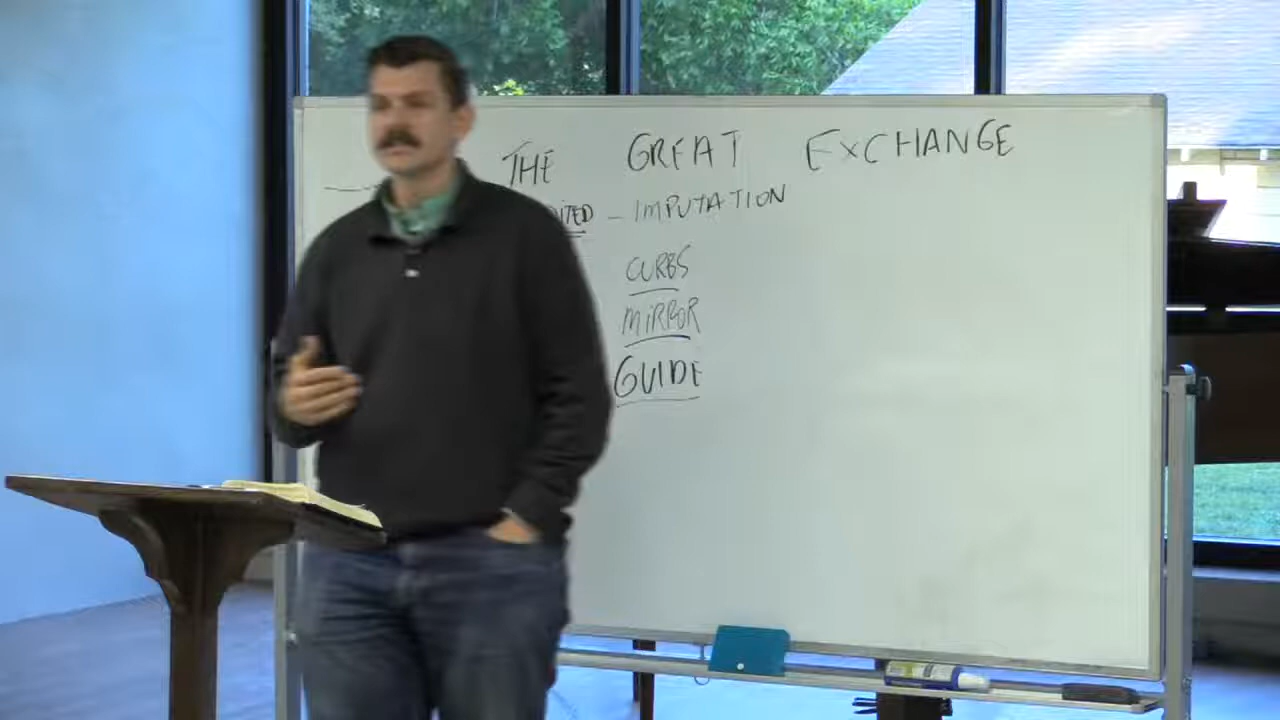 THE GREAT EXCHANGE
– IMPUTATION
CURBS
MIRROR
GUIDE